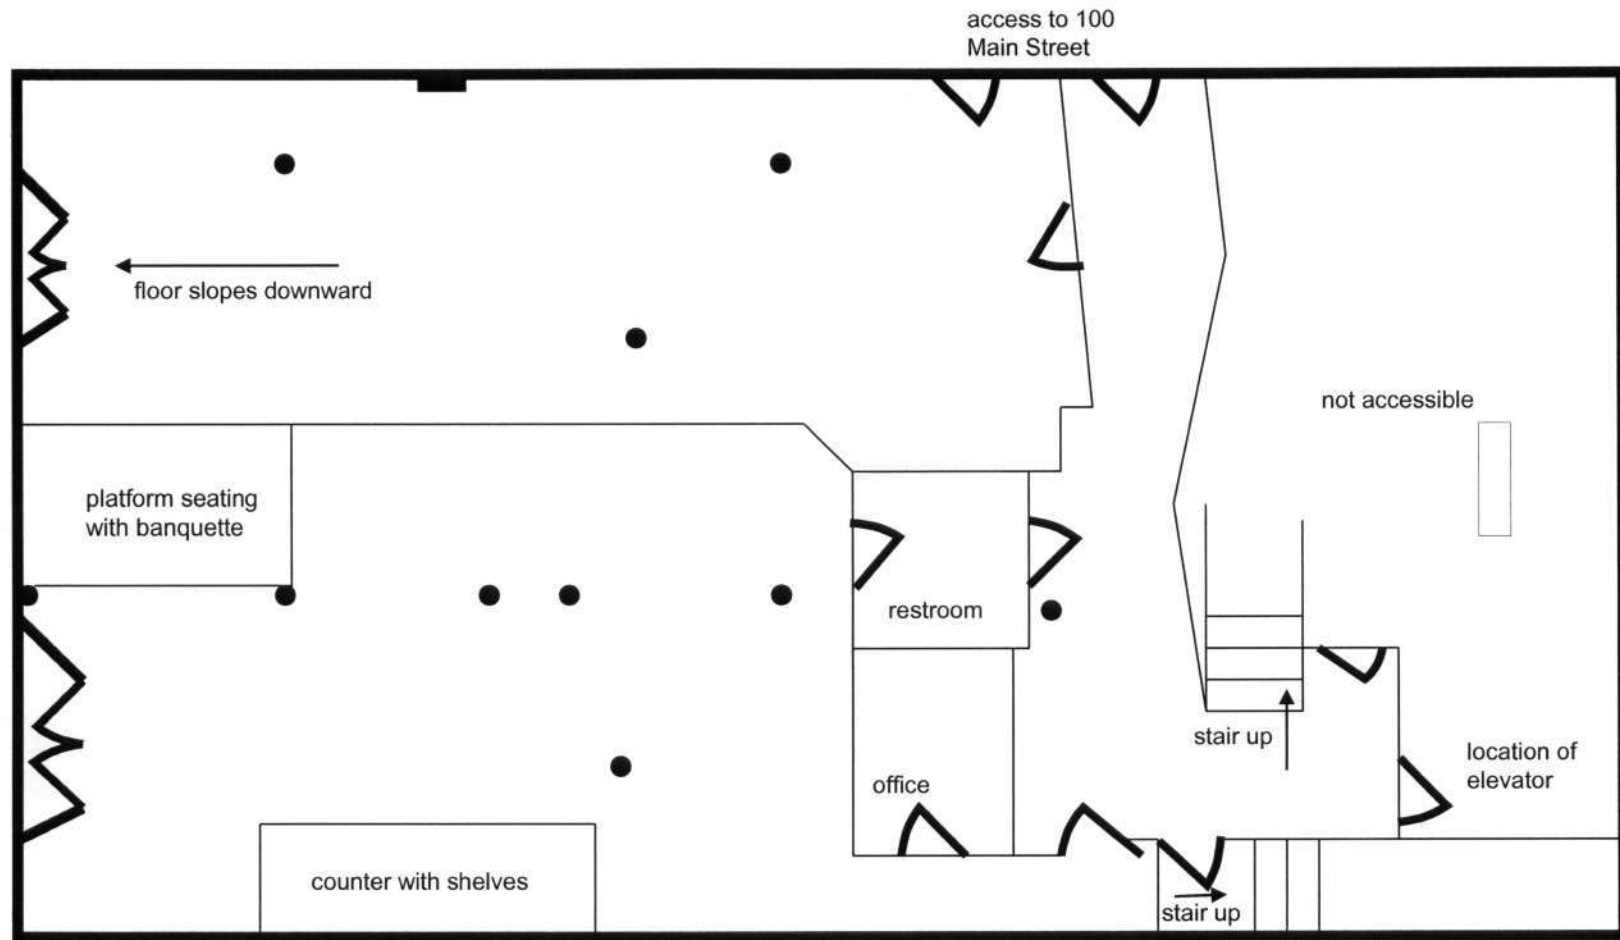 access to 100
Main Street
floor slopes downward
not accessible
platform seating
with banquette
restroom
stair up
location of
elevator
office
counter with shelves
stair up